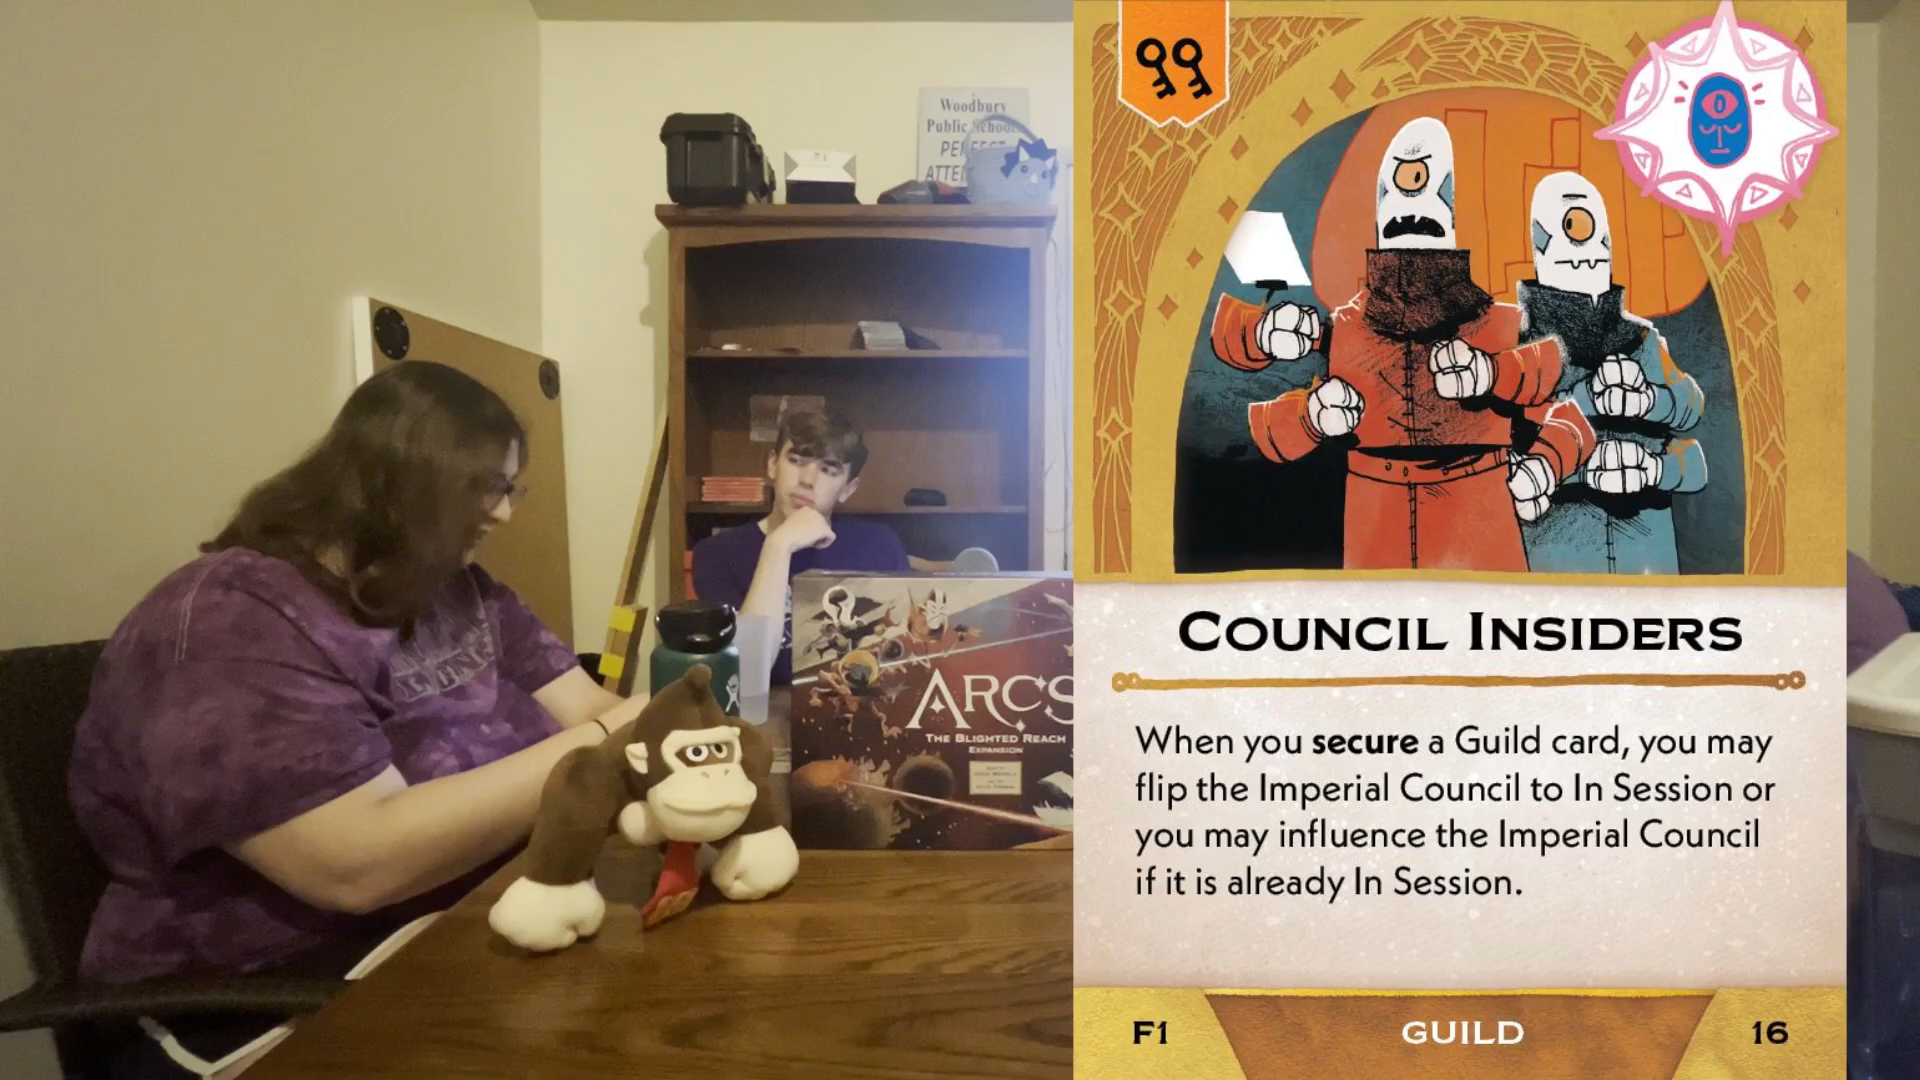 Woodbury
Public School
PERFECT
ARCS
THE BLIGHTED REACH
EXPANSION
COUNCIL INSIDERS
When you secure a Guild card, you may
flip the Imperial Council to In Session or
you may influence the Imperial Council
if it is already In Session.
F1
GUILD
16